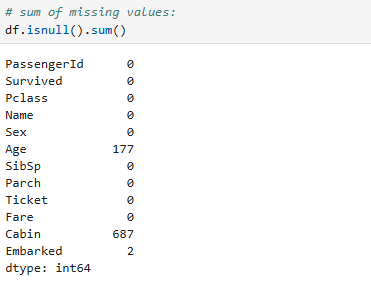 # sum of missing values:
df.isnull().sum()
PassengerId 0
Survived 0
Pclass 0
Name 0
Sex 0
Age 177
SibSp 0
Parch 0
Ticket 0
Fare 0
Cabin 687
Embarked 2
dtype: int64